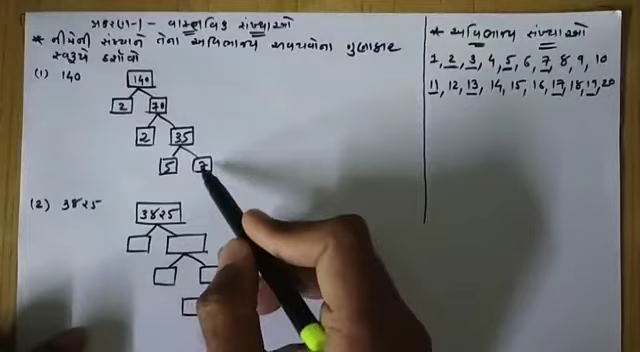 પ્રકરણ-1 - વાસ્તવિક સંખ્યાઓ
* નીચેની સંખ્યાને તેના અવિભાજ્ય અવયવોના ગુણાકાર
સ્વરૂપે દર્શાવો
(1) 140
140
2 70
2 35
5 7
(2) 3825
3825
* અવિભાજ્ય સંખ્યાઓ
1, 2, 3, 4, 5, 6, 7, 8, 9, 10
11, 12, 13, 14, 15, 16, 17, 18, 19, 20